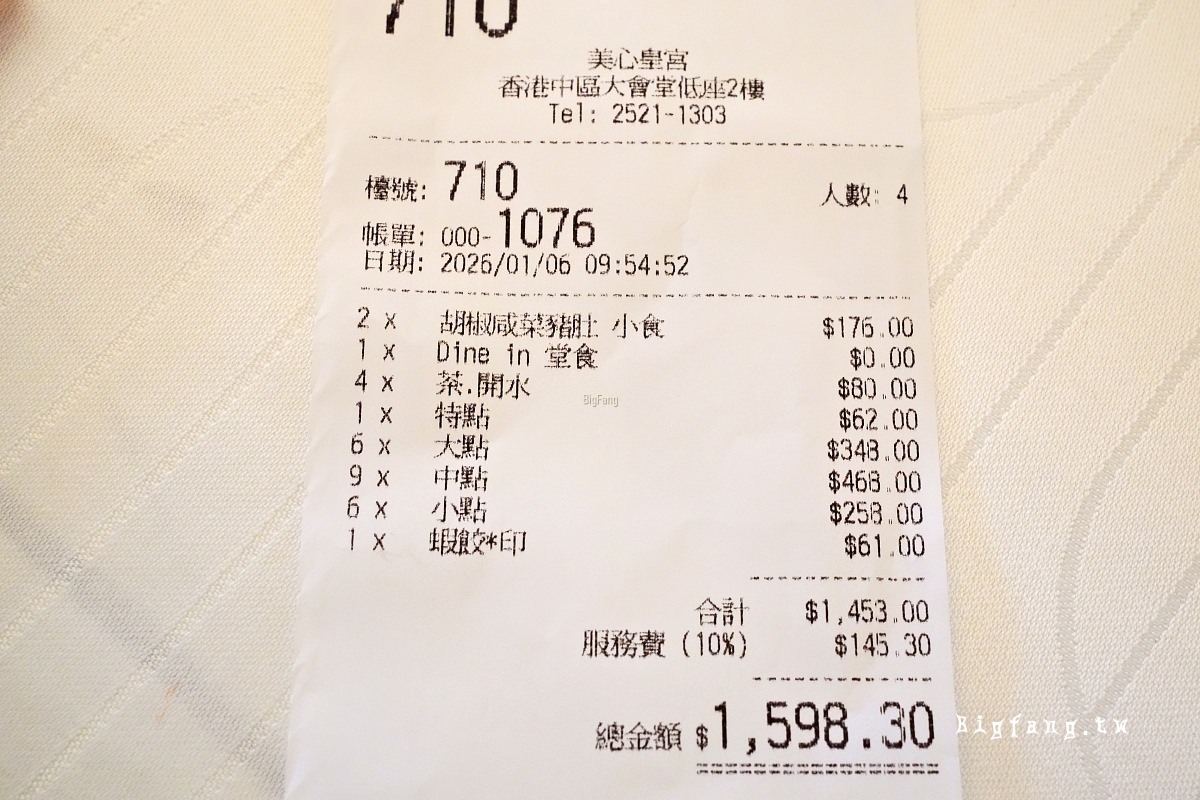 710
美心皇宮
香港中區大會堂低座2樓
Tel: 2521-1303
檯號: 710 人數: 4
帳單: 000-1076
日期: 2026/01/06 09:54:52
2 x 胡椒咸菜豬肚 小食 $176.00
1 x Dine in 堂食 $0.00
4 x 茶.開水 $80.00
1 x 特點 $62.00
6 x 大點 $348.00
9 x 中點 $468.00
6 x 小點 $258.00
1 x 蝦餃*印 $61.00
合計 $1,453.00
服務費 (10%) $145.30
總金額 $1,598.30
BigFang
Bigfang.tw